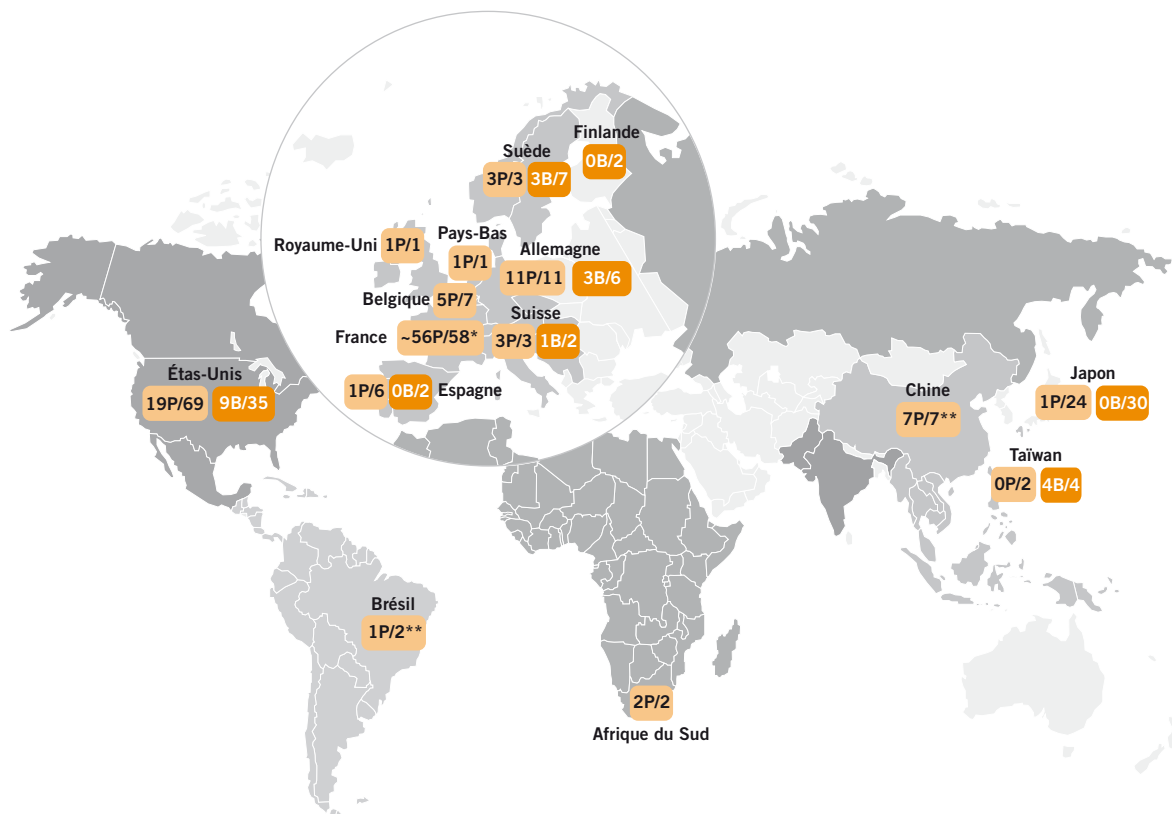 Finlande
0B/2
Suède
3P/3 3B/7
Royaume-Uni 1P/1
Pays-Bas
1P/1
Allemagne
11P/11 3B/6
Belgique 5P/7
Suisse
3P/3 1B/2
France ~56P/58*
1P/6 0B/2 Espagne
Étas-Unis
19P/69 9B/35
Chine
7P/7**
Japon
1P/24 0B/30
Taïwan
0P/2 4B/4
Brésil
1P/2**
2P/2
Afrique du Sud